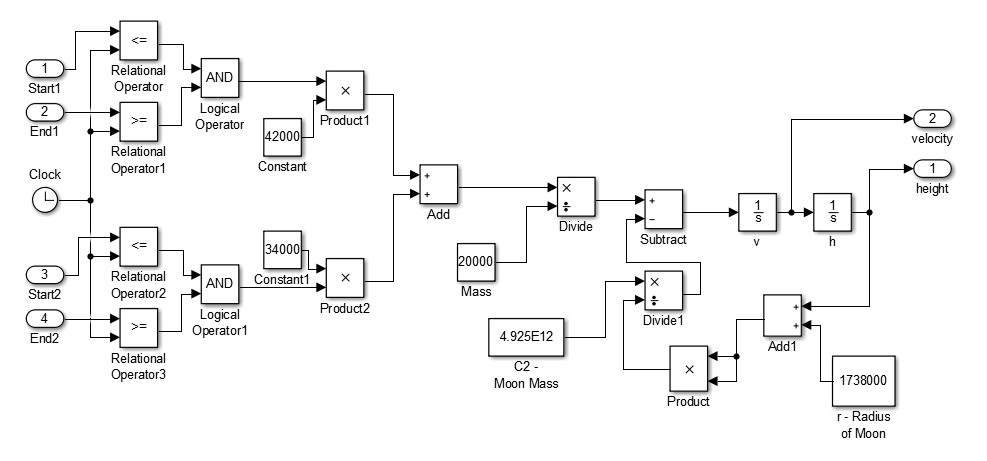 1
Start1
2
End1
<=
Relational
Operator
>=
Relational
Operator1
AND
Logical
Operator
×
Product1
42000
Constant
Clock
3
Start2
4
End2
<=
Relational
Operator2
>=
Relational
Operator3
AND
Logical
Operator1
34000
Constant1
×
Product2
+
+
Add
20000
Mass
×
÷
Divide
+
−
Subtract
1
s
v
1
s
h
2
velocity
1
height
4.925E12
C2 -
Moon Mass
×
÷
Divide1
×
Product
+
+
Add1
1738000
r - Radius
of Moon